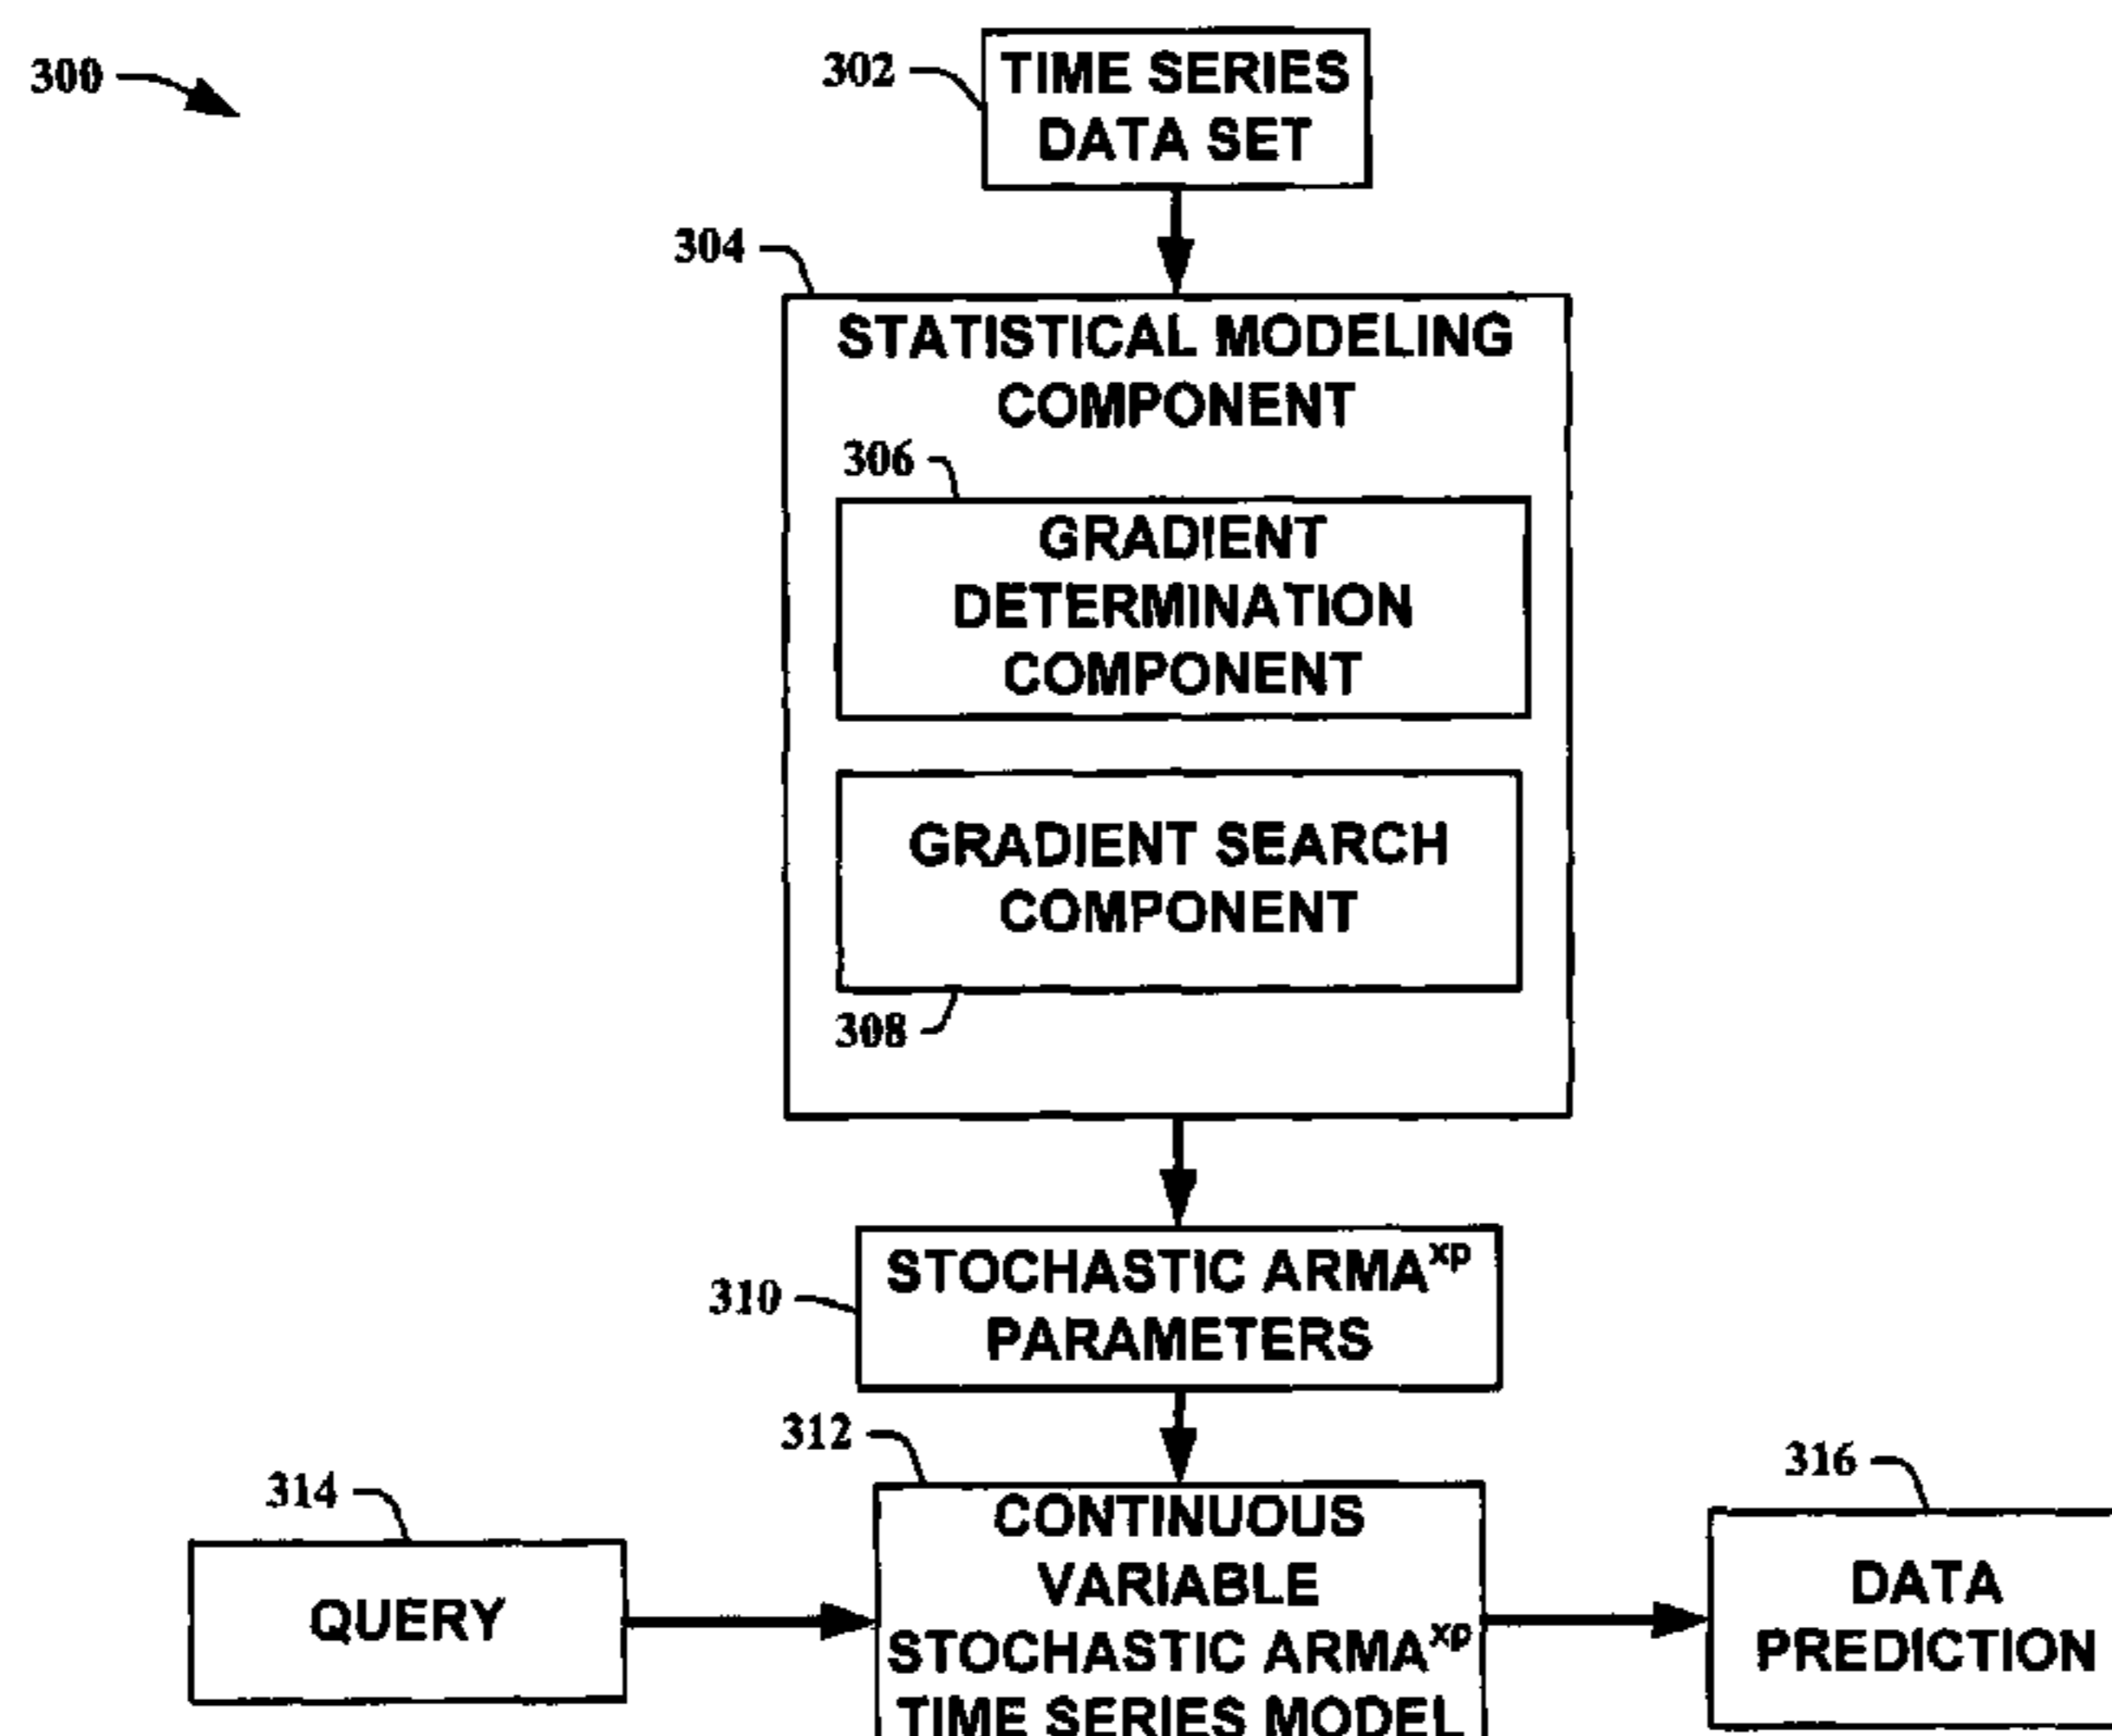 300
302
TIME SERIES
DATA SET
304
STATISTICAL MODELING
COMPONENT
306
GRADIENT
DETERMINATION
COMPONENT
GRADIENT SEARCH
COMPONENT
308
310
STOCHASTIC ARMA^xp
PARAMETERS
312
314
316
QUERY
CONTINUOUS
VARIABLE
STOCHASTIC ARMA^xp
TIME SERIES MODEL
DATA
PREDICTION